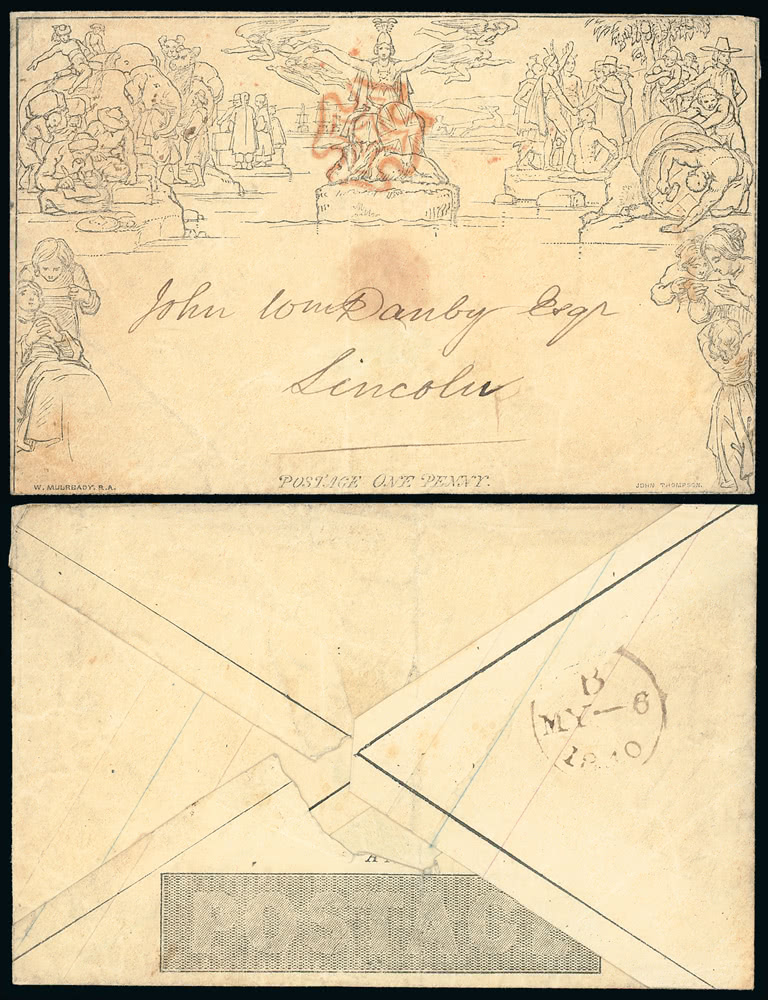 John Wm Danby Esqr
Lincoln
POSTAGE ONE PENNY.
W. MULREADY. R.A.
JOHN THOMPSON.
B
MY—6
1840
POSTAGE